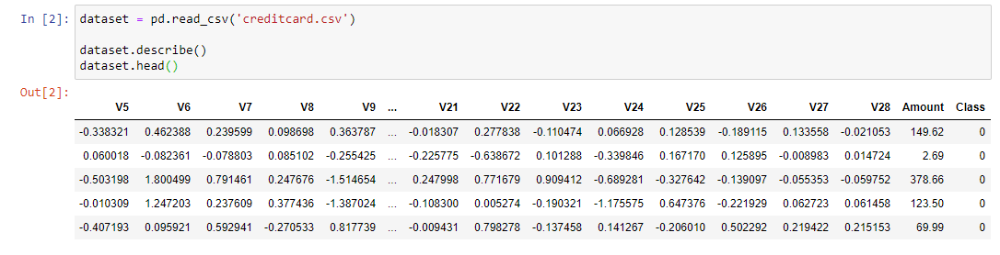 In [2]: dataset = pd.read_csv('creditcard.csv')
dataset.describe()
dataset.head()
Out[2]:
V5 V6 V7 V8 V9 ... V21 V22 V23 V24 V25 V26 V27 V28 Amount Class
-0.338321 0.462388 0.239599 0.098698 0.363787 ... -0.018307 0.277838 -0.110474 0.066928 0.128539 -0.189115 0.133558 -0.021053 149.62 0
0.060018 -0.082361 -0.078803 0.085102 -0.255425 ... -0.225775 -0.638672 0.101288 -0.339846 0.167170 0.125895 -0.008983 0.014724 2.69 0
-0.503198 1.800499 0.791461 0.247676 -1.514654 ... 0.247998 0.771679 0.909412 -0.689281 -0.327642 -0.139097 -0.055353 -0.059752 378.66 0
-0.010309 1.247203 0.237609 0.377436 -1.387024 ... -0.108300 0.005274 -0.190321 -1.175575 0.647376 -0.221929 0.062723 0.061458 123.50 0
-0.407193 0.095921 0.592941 -0.270533 0.817739 ... -0.009431 0.798278 -0.137458 0.141267 -0.206010 0.502292 0.219422 0.215153 69.99 0